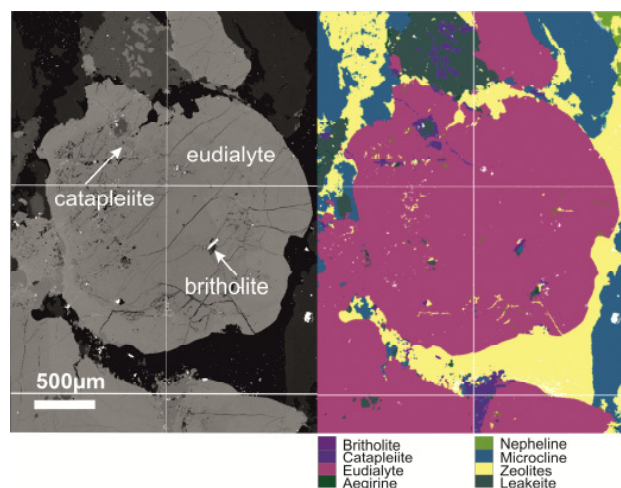 eudialyte
catapleiite
britholite
500µm
Britholite
Catapleiite
Eudialyte
Aegirine
Nepheline
Microcline
Zeolites
Leakeite